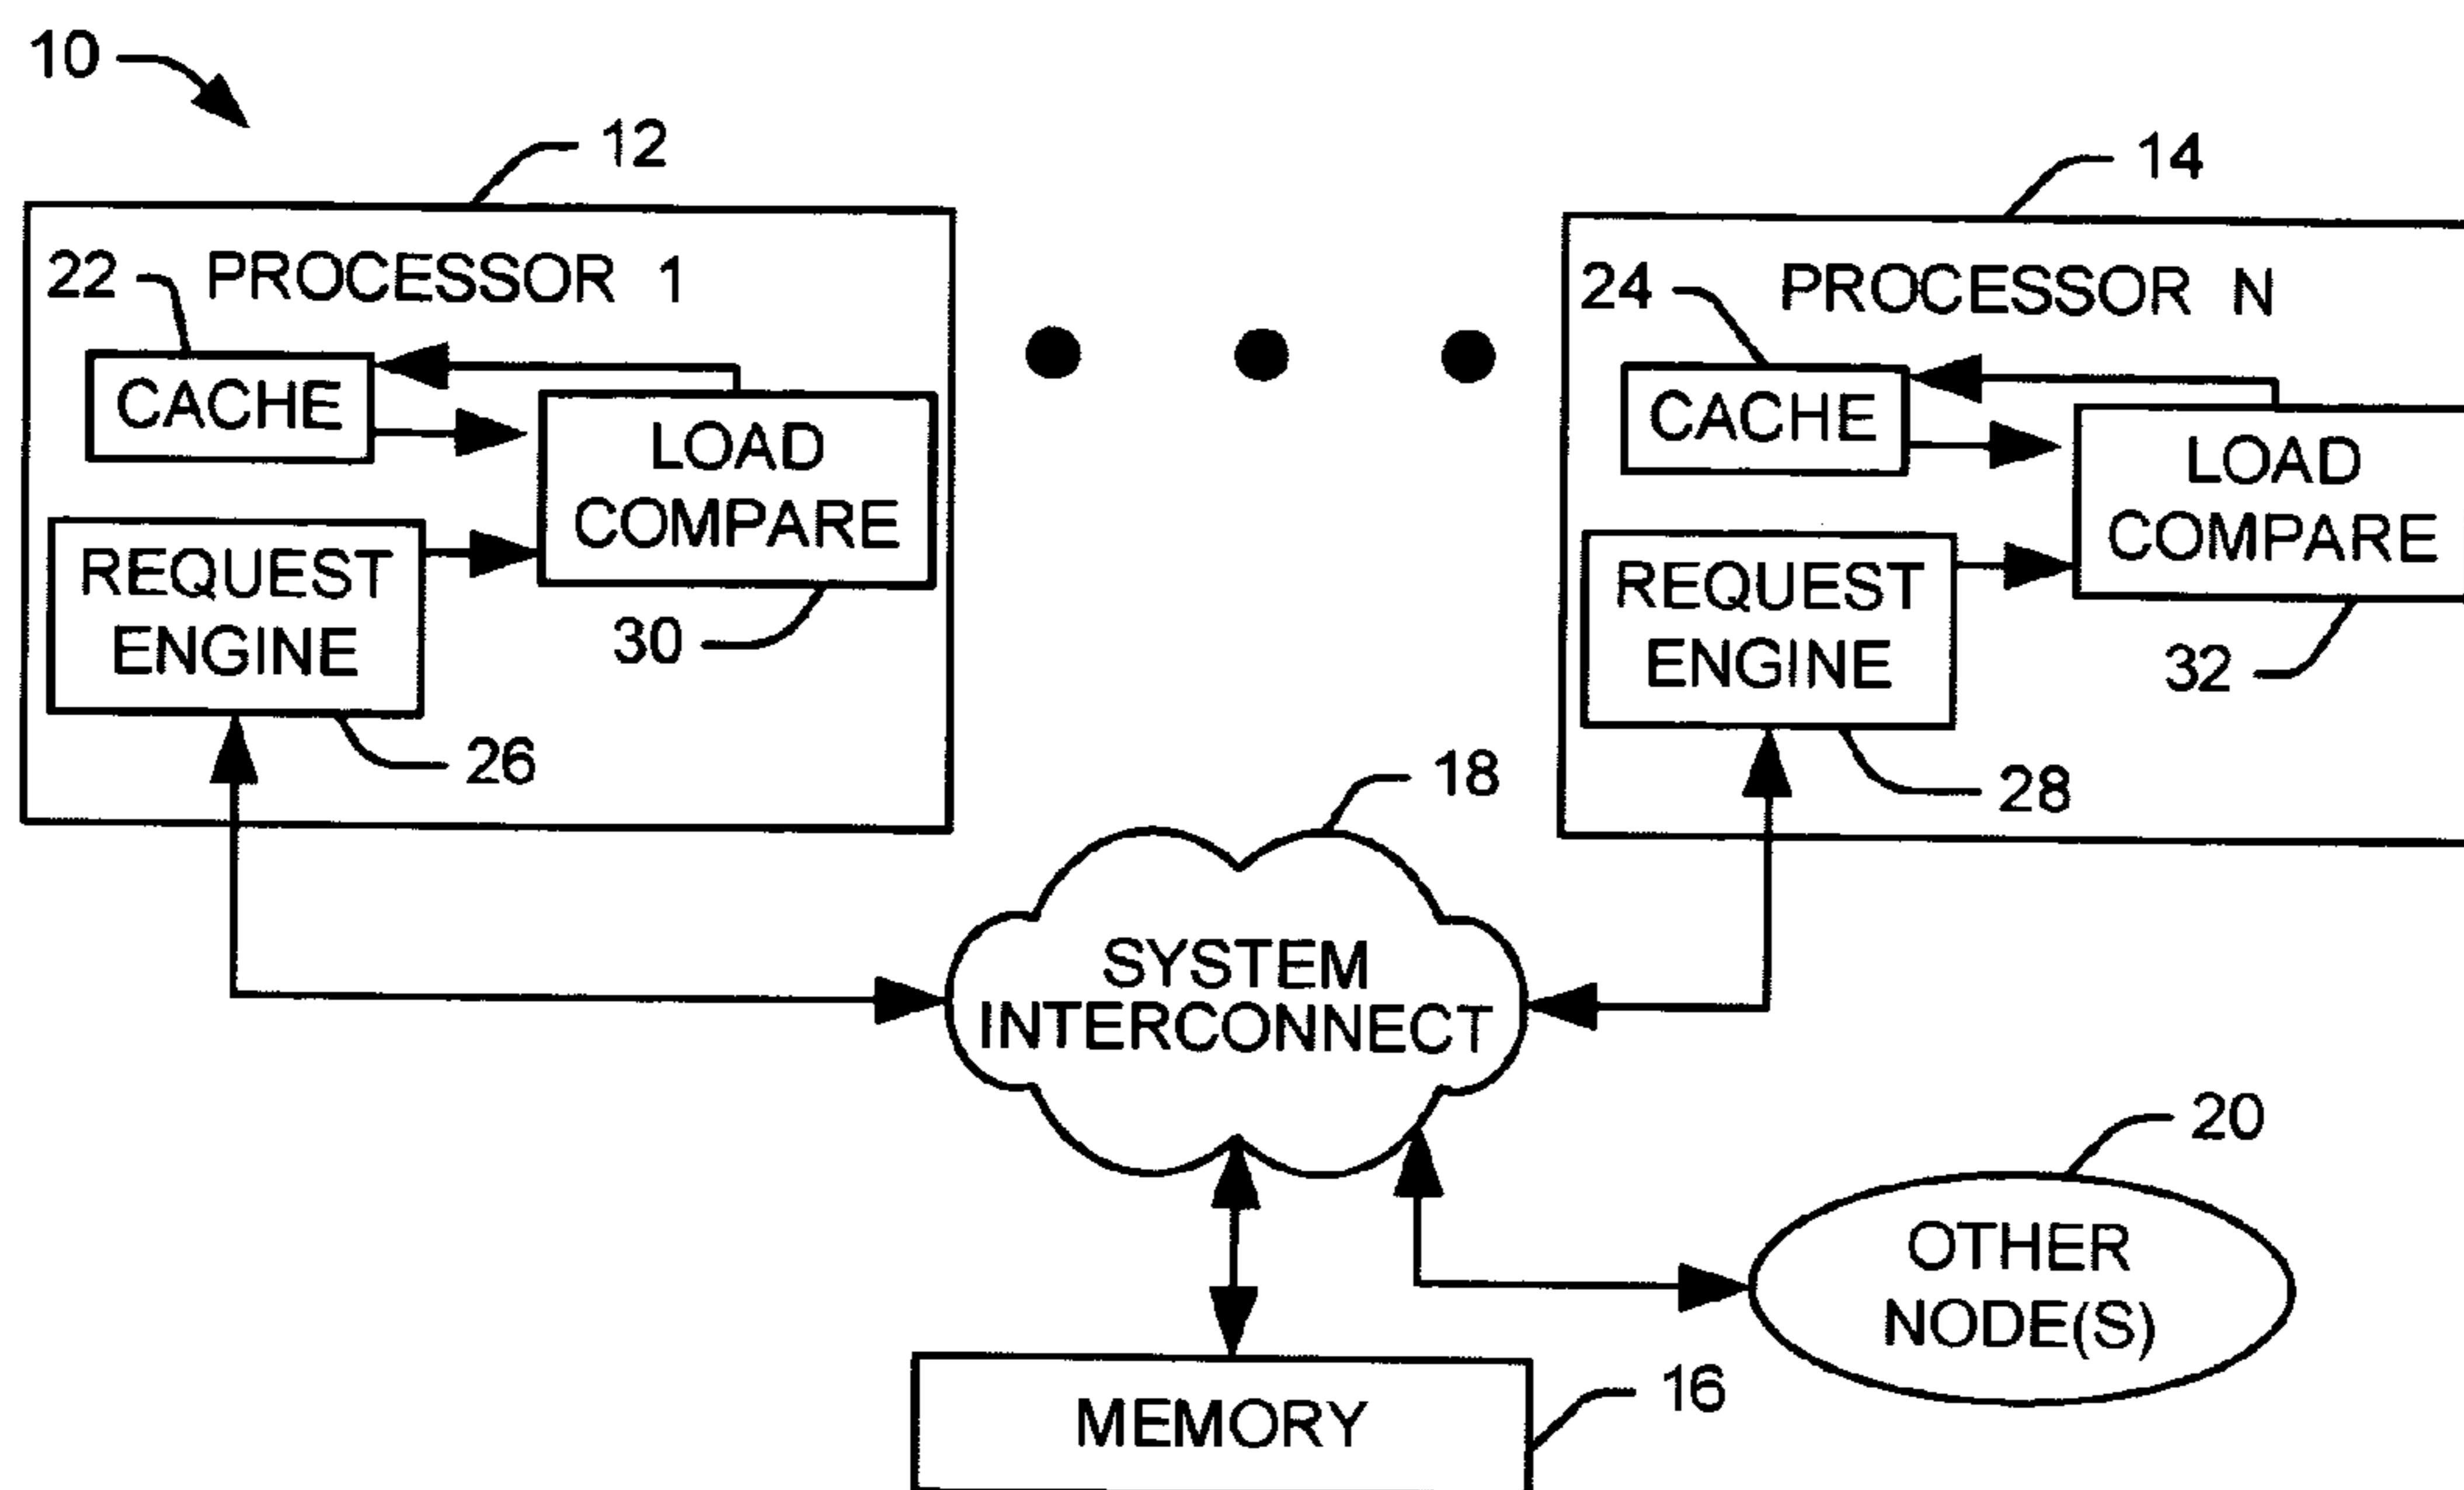 10
12
14
22
PROCESSOR 1
24
PROCESSOR N
CACHE
LOAD
COMPARE
CACHE
LOAD
COMPARE
REQUEST
ENGINE
30
REQUEST
ENGINE
32
26
28
18
SYSTEM
INTERCONNECT
20
OTHER
NODE(S)
MEMORY
16